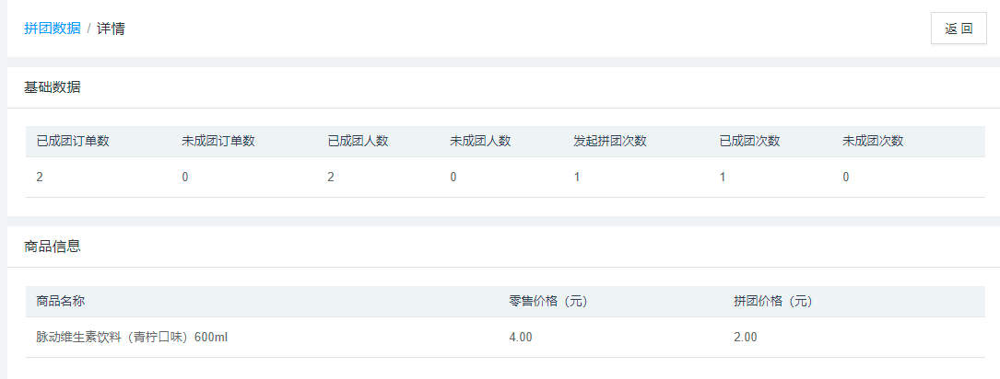 拼团数据 / 详情 返 回
基础数据
已成团订单数 未成团订单数 已成团人数 未成团人数 发起拼团次数 已成团次数 未成团次数
2 0 2 0 1 1 0
商品信息
商品名称 零售价格（元） 拼团价格（元）
脉动维生素饮料（青柠口味）600ml 4.00 2.00